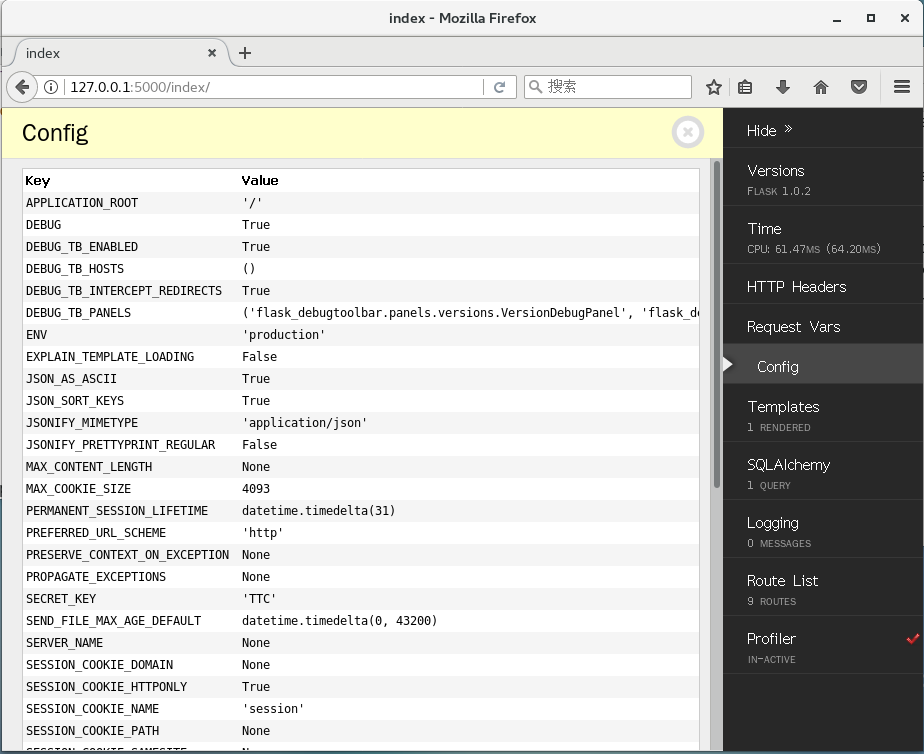 index - Mozilla Firefox
index
127.0.0.1:5000/index/
搜索
Config
Key Value
APPLICATION_ROOT '/'
DEBUG True
DEBUG_TB_ENABLED True
DEBUG_TB_HOSTS ()
DEBUG_TB_INTERCEPT_REDIRECTS True
DEBUG_TB_PANELS ('flask_debugtoolbar.panels.versions.VersionDebugPanel', 'flask_de
ENV 'production'
EXPLAIN_TEMPLATE_LOADING False
JSON_AS_ASCII True
JSON_SORT_KEYS True
JSONIFY_MIMETYPE 'application/json'
JSONIFY_PRETTYPRINT_REGULAR False
MAX_CONTENT_LENGTH None
MAX_COOKIE_SIZE 4093
PERMANENT_SESSION_LIFETIME datetime.timedelta(31)
PREFERRED_URL_SCHEME 'http'
PRESERVE_CONTEXT_ON_EXCEPTION None
PROPAGATE_EXCEPTIONS None
SECRET_KEY 'TTC'
SEND_FILE_MAX_AGE_DEFAULT datetime.timedelta(0, 43200)
SERVER_NAME None
SESSION_COOKIE_DOMAIN None
SESSION_COOKIE_HTTPONLY True
SESSION_COOKIE_NAME 'session'
SESSION_COOKIE_PATH None
Hide »
Versions
FLASK 1.0.2
Time
CPU: 61.47MS (64.20MS)
HTTP Headers
Request Vars
Config
Templates
1 RENDERED
SQLAlchemy
1 QUERY
Logging
0 MESSAGES
Route List
9 ROUTES
Profiler
IN-ACTIVE